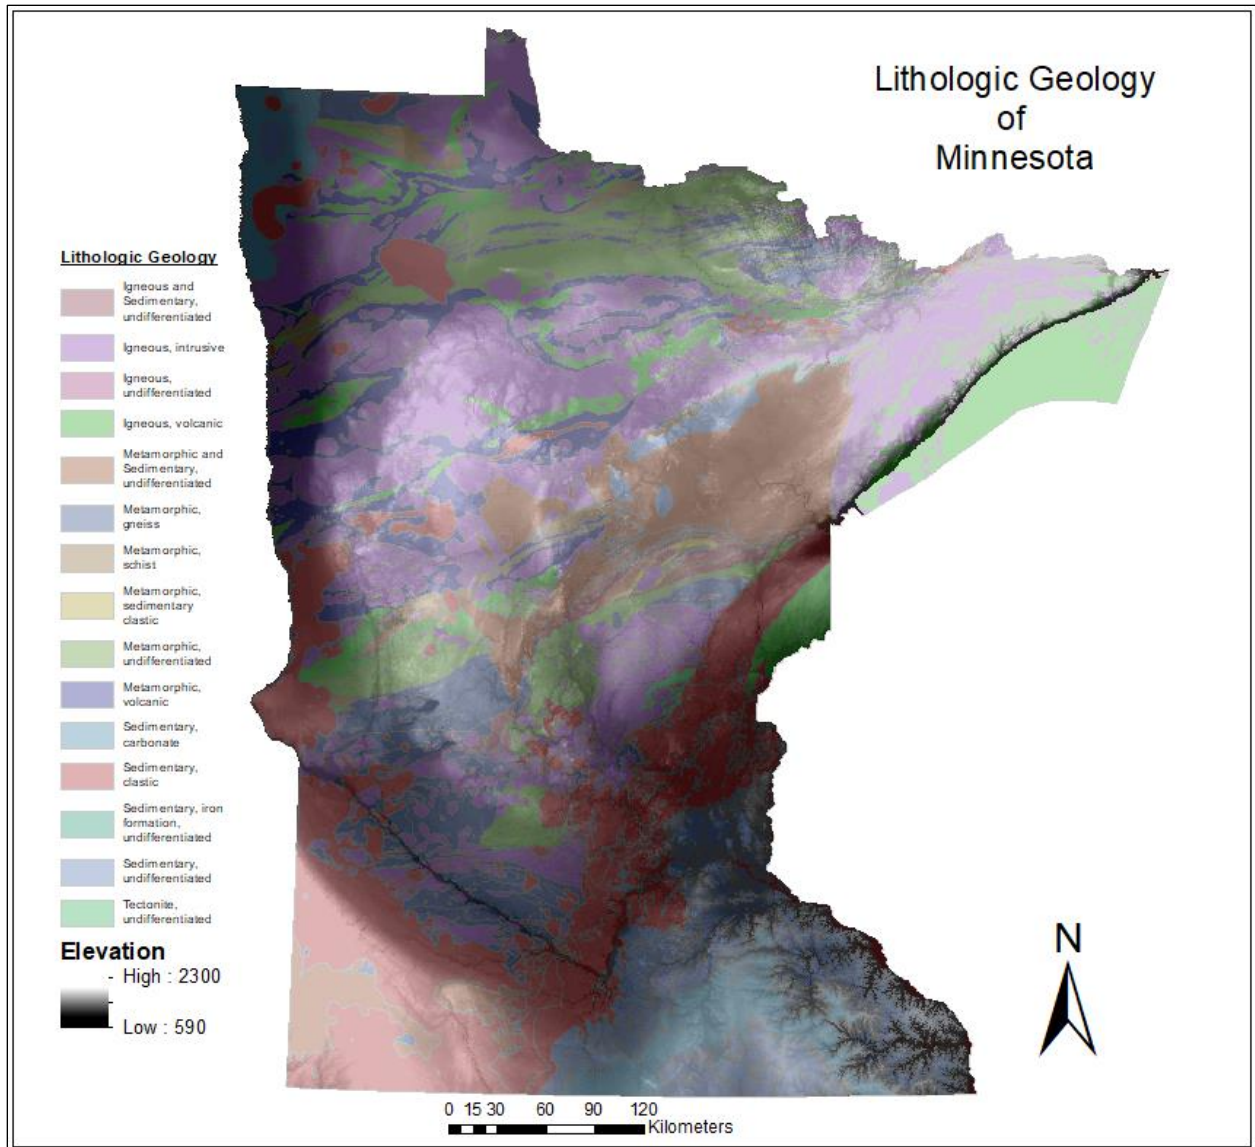 Lithologic Geology
of
Minnesota
Lithologic Geology
Igneous and
Sedimentary,
undifferentiated
Igneous, intrusive
Igneous,
undifferentiated
Igneous, volcanic
Metamorphic and
Sedimentary,
undifferentiated
Metamorphic,
gneiss
Metamorphic,
schist
Metamorphic,
sedimentary
clastic
Metamorphic,
undifferentiated
Metamorphic,
volcanic
Sedimentary,
carbonate
Sedimentary,
clastic
Sedimentary, iron
formation,
undifferentiated
Sedimentary,
undifferentiated
Tectonite,
undifferentiated
Elevation
High : 2300
Low : 590
N
0 15 30 60 90 120
Kilometers